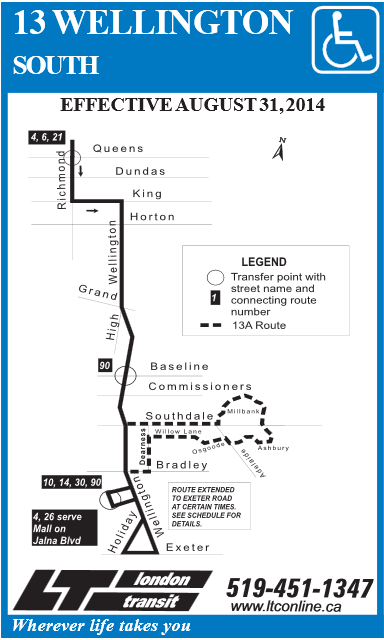 13 WELLINGTON
SOUTH
EFFECTIVE AUGUST 31, 2014
4, 6, 21
N
Queens
Dundas
Richmond
King
Horton
Wellington
LEGEND
Transfer point with
street name and
connecting route
number
1
13A Route
Grand
High
90
Baseline
Commissioners
Southdale
Millbank
Willow Lane
Dearness
Osgoode
Ashbury
Adelaide
Bradley
10, 14, 30, 90
Wellington
ROUTE EXTENDED
TO EXETER ROAD
AT CERTAIN TIMES.
SEE SCHEDULE FOR
DETAILS.
4, 26 serve
Mall on
Jalna Blvd
Holiday
Exeter
LT london
transit
519-451-1347
www.ltconline.ca
Wherever life takes you